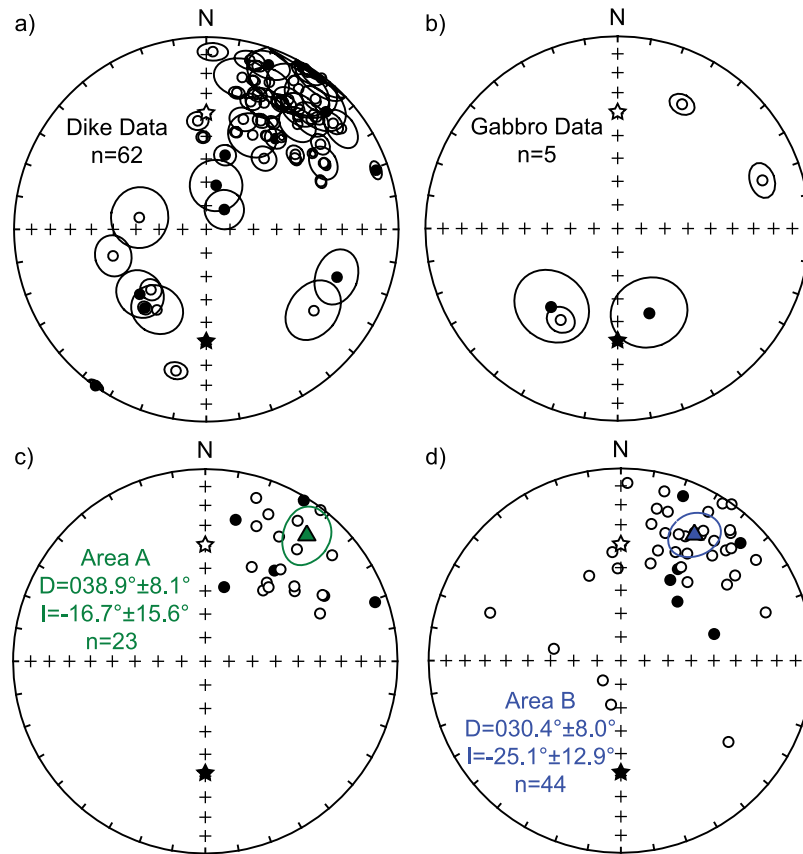 a)
N
Dike Data
n=62
b)
N
Gabbro Data
n=5
c)
N
Area A
D=038.9°±8.1°
I=-16.7°±15.6°
n=23
d)
N
Area B
D=030.4°±8.0°
I=-25.1°±12.9°
n=44